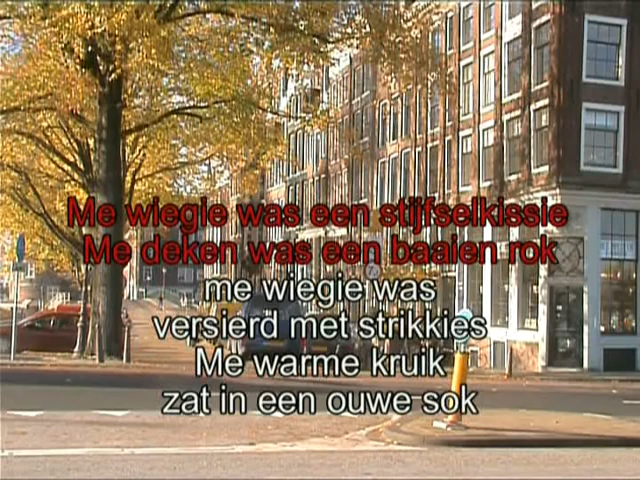 Me wiegie was een stijfselkissie
Me deken was een baaien rok
me wiegie was
versierd met strikkies
Me warme kruik
zat in een ouwe sok